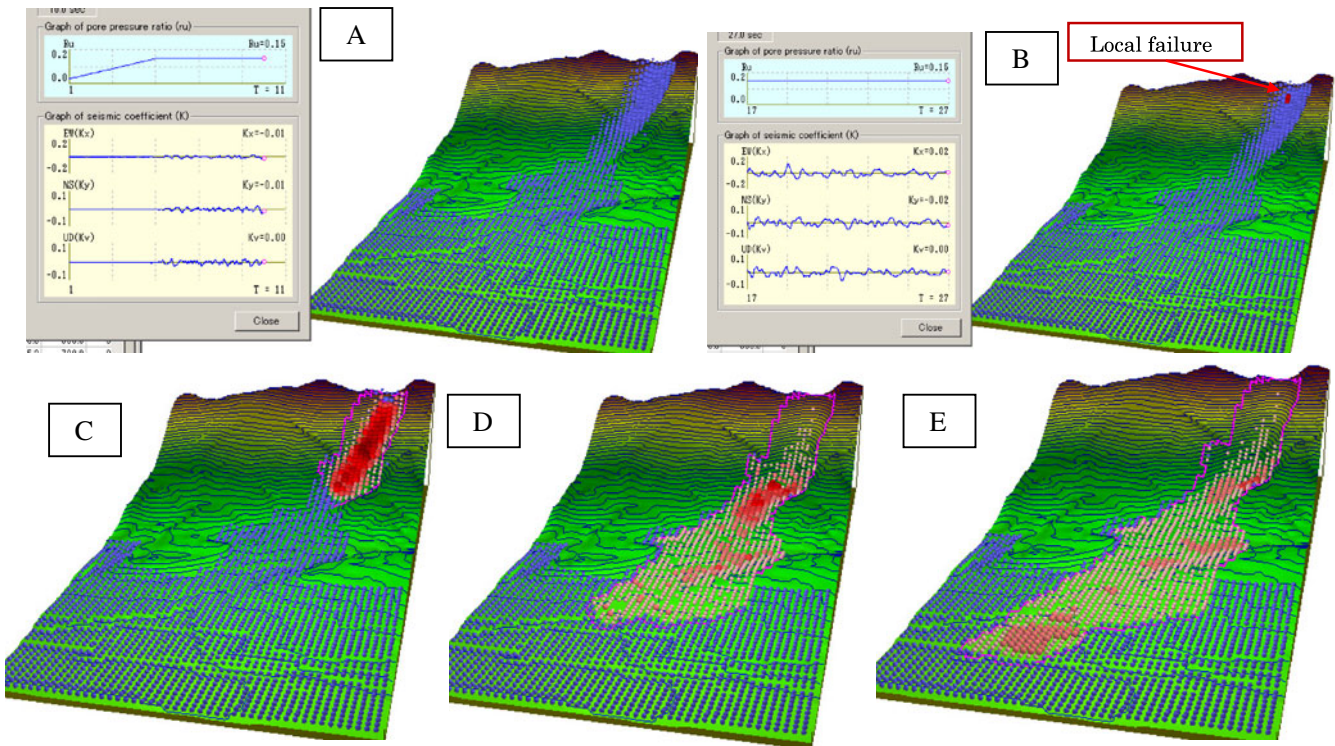 Graph of pore pressure ratio (ru)
Ru Ru=0.15
0.2
0.0
1 T = 11
Graph of seismic coefficient (K)
EW(Kx) Kx=-0.01
0.2
-0.2
NS(Ky) Ky=-0.01
0.1
-0.1
UD(Kv) Kv=0.00
0.1
-0.1
1 T = 11
Close
A
27.0 sec
Graph of pore pressure ratio (ru)
Ru Ru=0.15
0.2
0.0
17 T = 27
Graph of seismic coefficient (K)
EW(Kx) Kx=0.02
0.2
-0.2
NS(Ky) Ky=-0.02
0.1
-0.1
UD(Kv) Kv=0.00
0.1
-0.1
17 T = 27
Close
B
Local failure
C
D
E